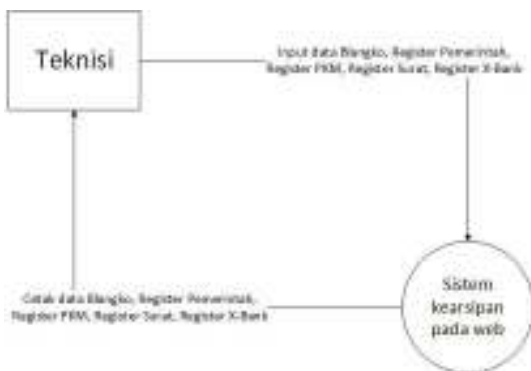 Teknisi
Input data Blangko, Register Pemerintah,
Register PKM, Register Surat, Register X-Bank
Sistem
kearsipan
pada web
Cetak data Blangko, Register Pemerintah,
Register PKM, Register Surat, Register X-Bank